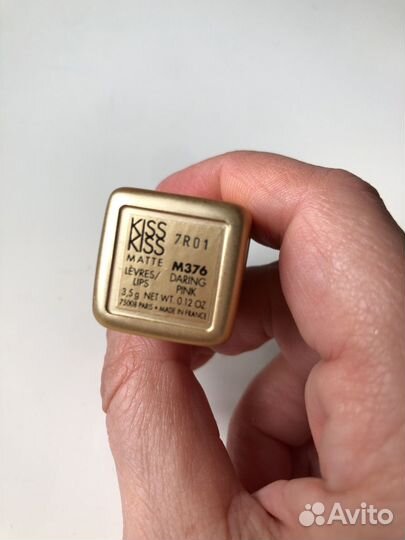 KISS
KISS 7R01
MATTE M376
LÈVRES/ DARING
LIPS PINK
3,5g NET WT. 0.12 OZ
75008 PARIS • MADE IN FRANCE
Avito